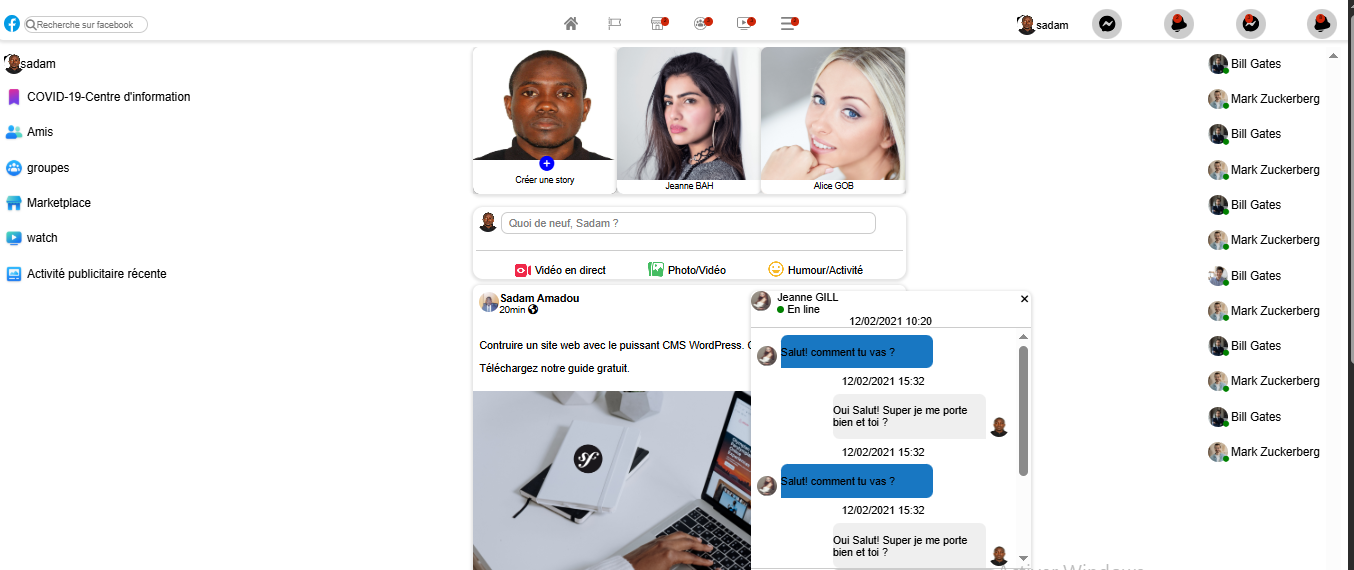 Recherche sur facebook
sadam
sadam
COVID-19-Centre d'information
Amis
groupes
Marketplace
watch
Activité publicitaire récente
Créer une story
Jeanne BAH
Alice GOB
Quoi de neuf, Sadam ?
Vidéo en direct
Photo/Vidéo
Humour/Activité
Sadam Amadou
20min
Contruire un site web avec le puissant CMS WordPress.
Téléchargez notre guide gratuit.
sf
Jeanne GILL
En line
12/02/2021 10:20
Salut! comment tu vas ?
12/02/2021 15:32
Oui Salut! Super je me porte
bien et toi ?
12/02/2021 15:32
Salut! comment tu vas ?
12/02/2021 15:32
Oui Salut! Super je me porte
bien et toi ?
Bill Gates
Mark Zuckerberg
Bill Gates
Mark Zuckerberg
Bill Gates
Mark Zuckerberg
Bill Gates
Mark Zuckerberg
Bill Gates
Mark Zuckerberg
Bill Gates
Mark Zuckerberg
Activer Windows